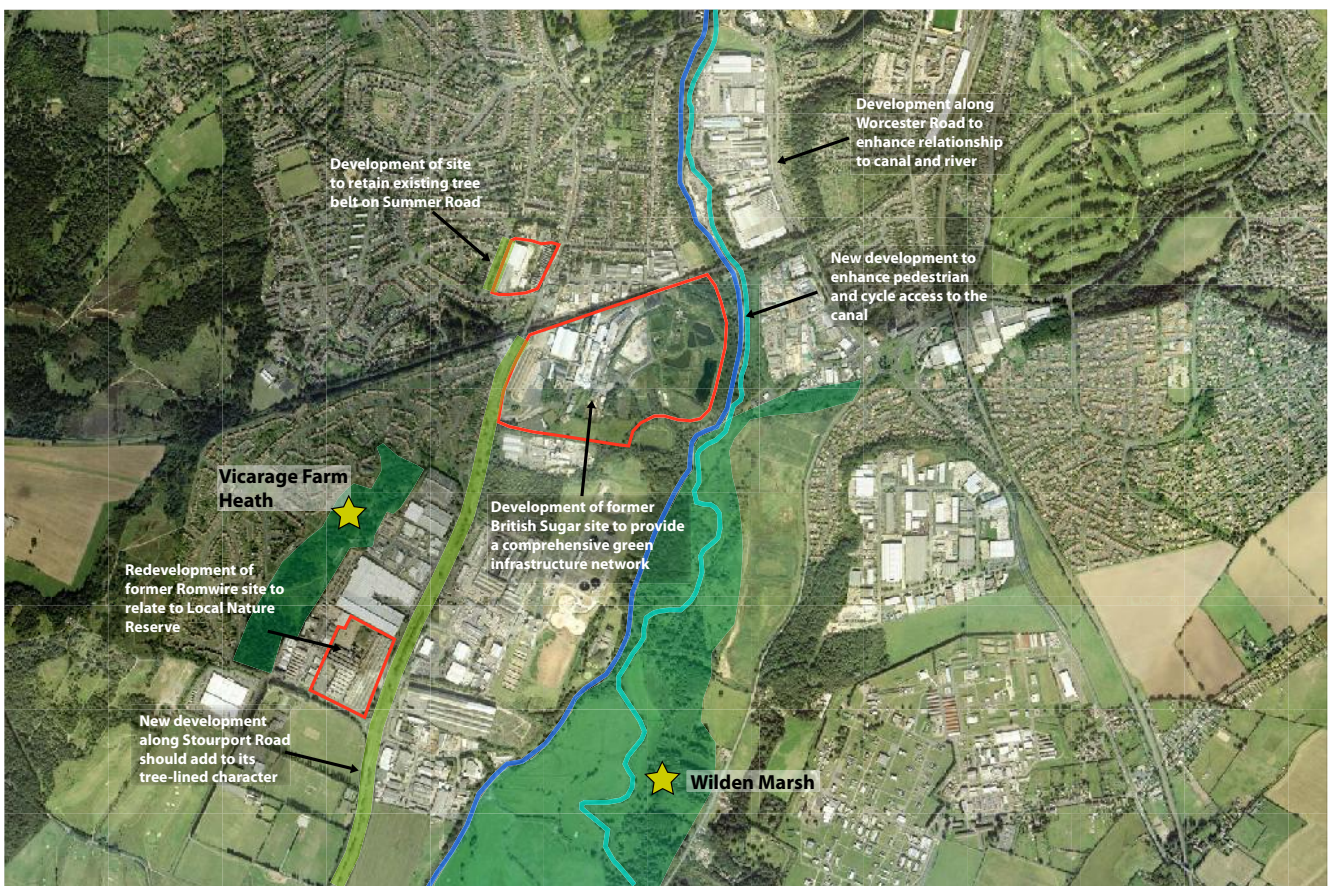 Development along
Worcester Road to
enhance relationship
to canal and river
Development of site
to retain existing tree
belt on Summer Road
New development to
enhance pedestrian
and cycle access to the
canal
Vicarage Farm
Heath
Development of former
British Sugar site to provide
a comprehensive green
infrastructure network
Redevelopment of
former Romwire site to
relate to Local Nature
Reserve
New development
along Stourport Road
should add to its
tree-lined character
Wilden Marsh